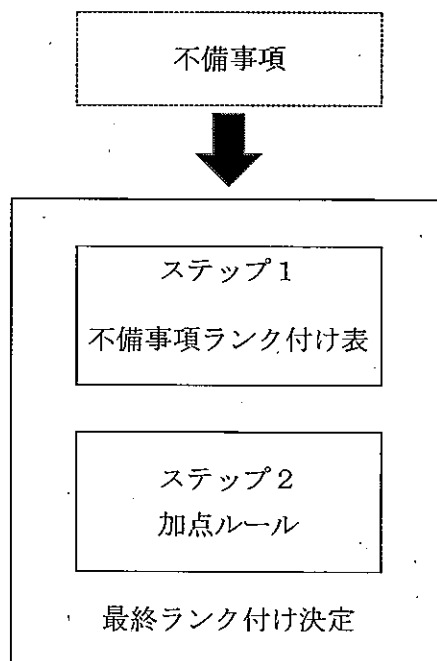 不備事項
ステップ1
不備事項ランク付け表
ステップ2
加点ルール
最終ランク付け決定